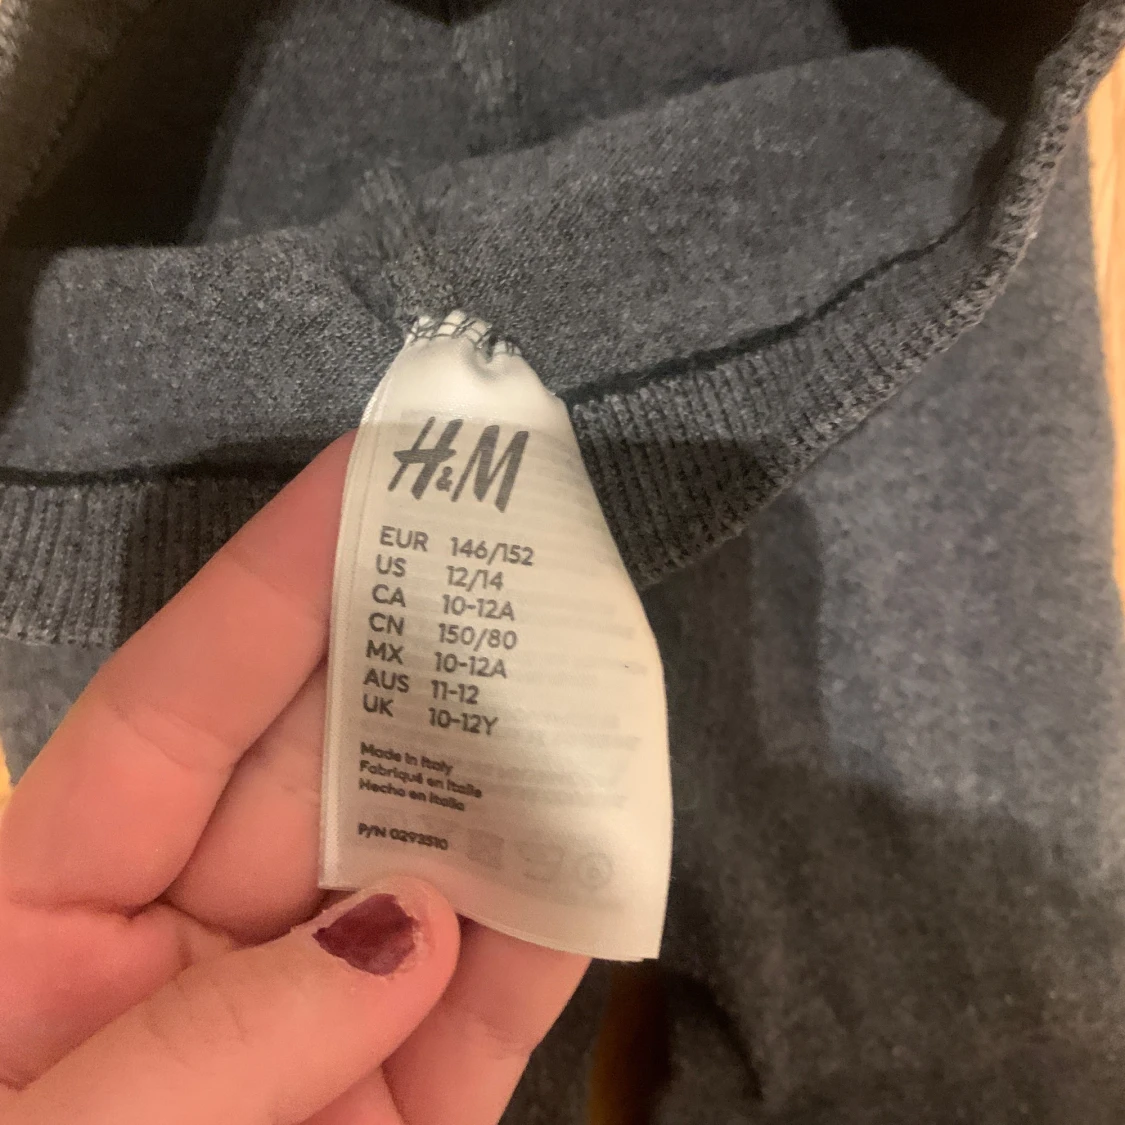 H&M
EUR 146/152
US 12/14
CA 10-12A
CN 150/80
MX 10-12A
AUS 11-12
UK 10-12Y
Made in Italy
Fabriqué en Italie
Hecho en Italia
P/N 0293510